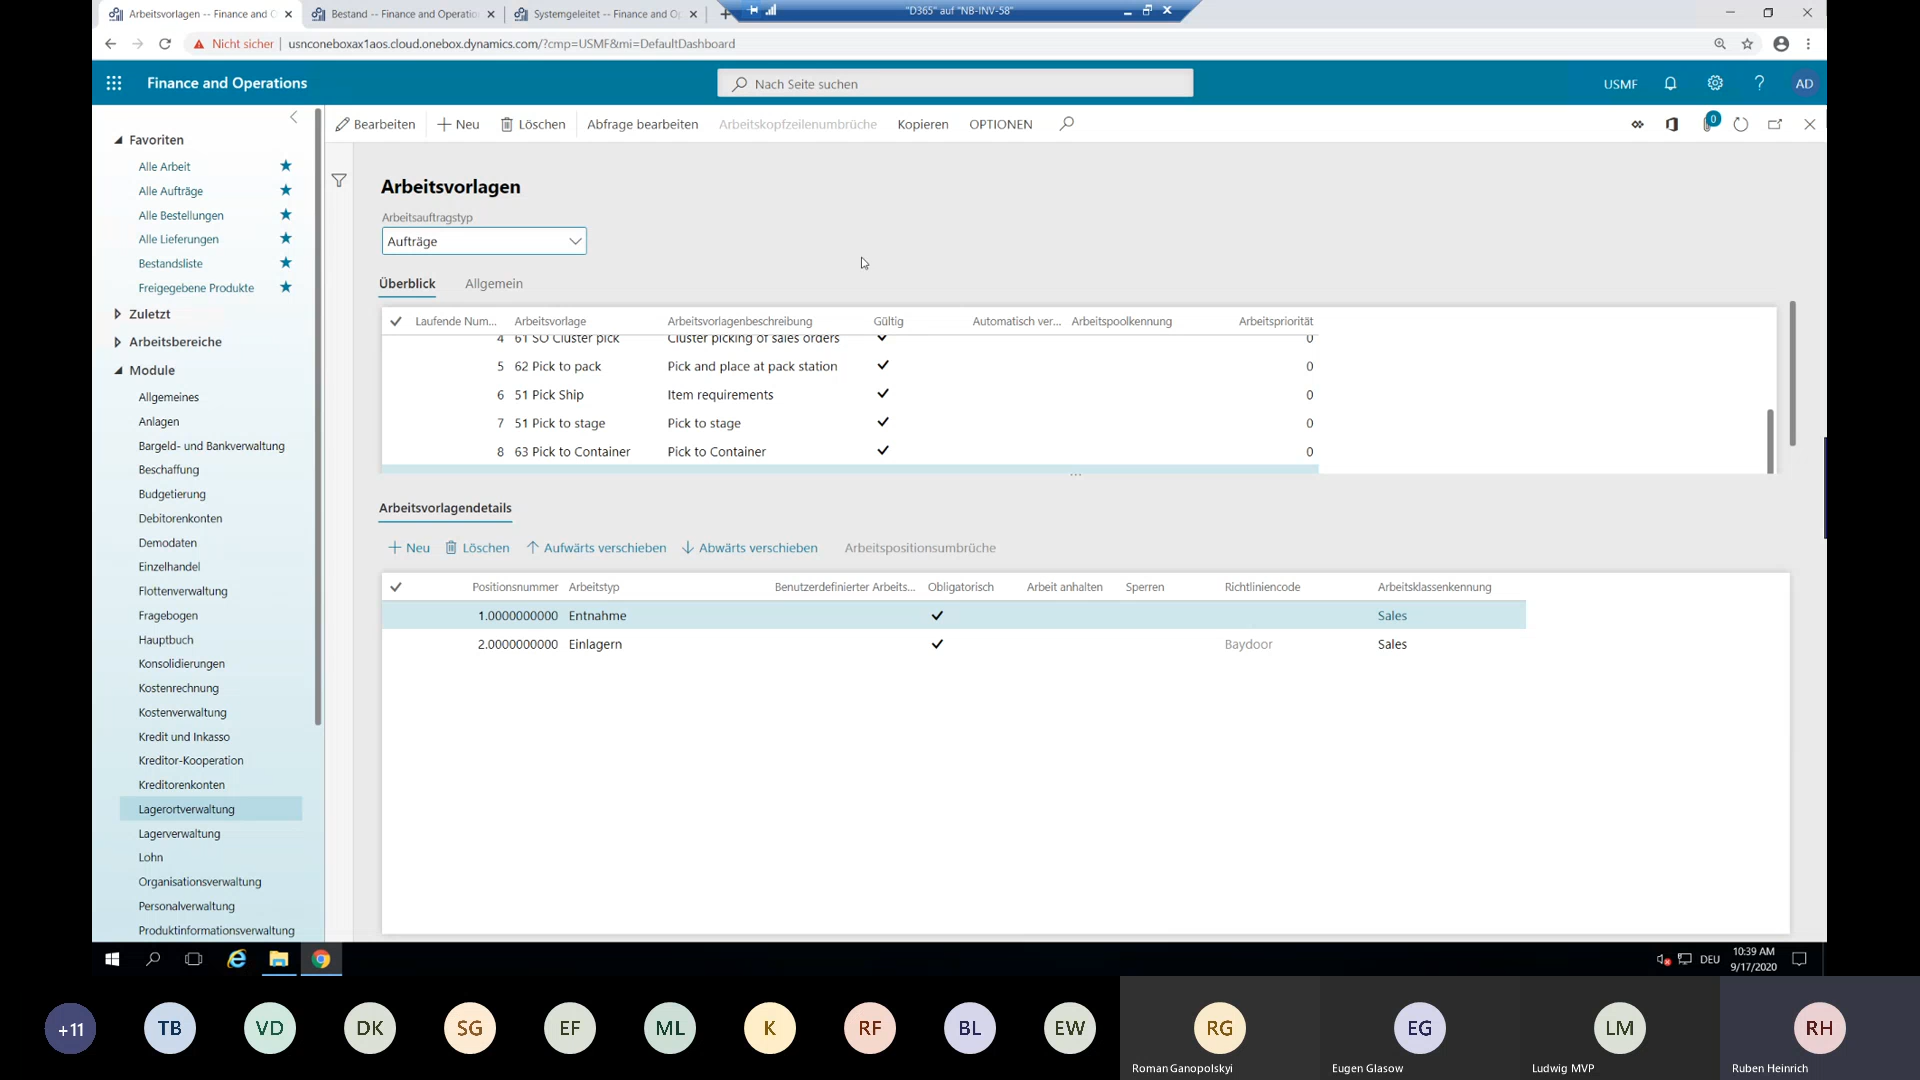 Arbeitsvorlagen -- Finance and O
Bestand -- Finance and Operatio
Systemgeleitet -- Finance and Op
"D365" auf "NB-INV-58"
Nicht sicher
usnconeboxax1aos.cloud.onebox.dynamics.com/?cmp=USMF&mi=DefaultDashboard
Finance and Operations
Nach Seite suchen
USMF
?
AD
Bearbeiten
Neu
Löschen
Abfrage bearbeiten
Arbeitskopfzeilenumbrüche
Kopieren
OPTIONEN
0
Favoriten
Alle Arbeit
Alle Aufträge
Alle Bestellungen
Alle Lieferungen
Bestandsliste
Freigegebene Produkte
Zuletzt
Arbeitsbereiche
Module
Allgemeines
Anlagen
Bargeld- und Bankverwaltung
Beschaffung
Budgetierung
Debitorenkonten
Demodaten
Einzelhandel
Flottenverwaltung
Fragebogen
Hauptbuch
Konsolidierungen
Kostenrechnung
Kostenverwaltung
Kredit und Inkasso
Kreditor-Kooperation
Kreditorenkonten
Lagerortverwaltung
Lagerverwaltung
Lohn
Organisationsverwaltung
Personalverwaltung
Produktinformationsverwaltung
Arbeitsvorlagen
Arbeitsauftragstyp
Aufträge
Überblick Allgemein
Laufende Num... Arbeitsvorlage Arbeitsvorlagenbeschreibung Gültig Automatisch ver... Arbeitspoolkennung Arbeitspriorität
4 61 SO Cluster pick Cluster picking of sales orders 0
5 62 Pick to pack Pick and place at pack station 0
6 51 Pick Ship Item requirements 0
7 51 Pick to stage Pick to stage 0
8 63 Pick to Container Pick to Container 0
Arbeitsvorlagendetails
Neu Löschen Aufwärts verschieben Abwärts verschieben Arbeitspositionsumbrüche
Positionsnummer Arbeitstyp Benutzerdefinierter Arbeits... Obligatorisch Arbeit anhalten Sperren Richtliniencode Arbeitsklassenkennung
1.0000000000 Entnahme Sales
2.0000000000 Einlagern Baydoor Sales
DEU
10:39 AM
9/17/2020
+11
TB
VD
DK
SG
EF
ML
K
RF
BL
EW
RG
Roman Ganopolskyi
EG
Eugen Glasow
LM
Ludwig MVP
RH
Ruben Heinrich